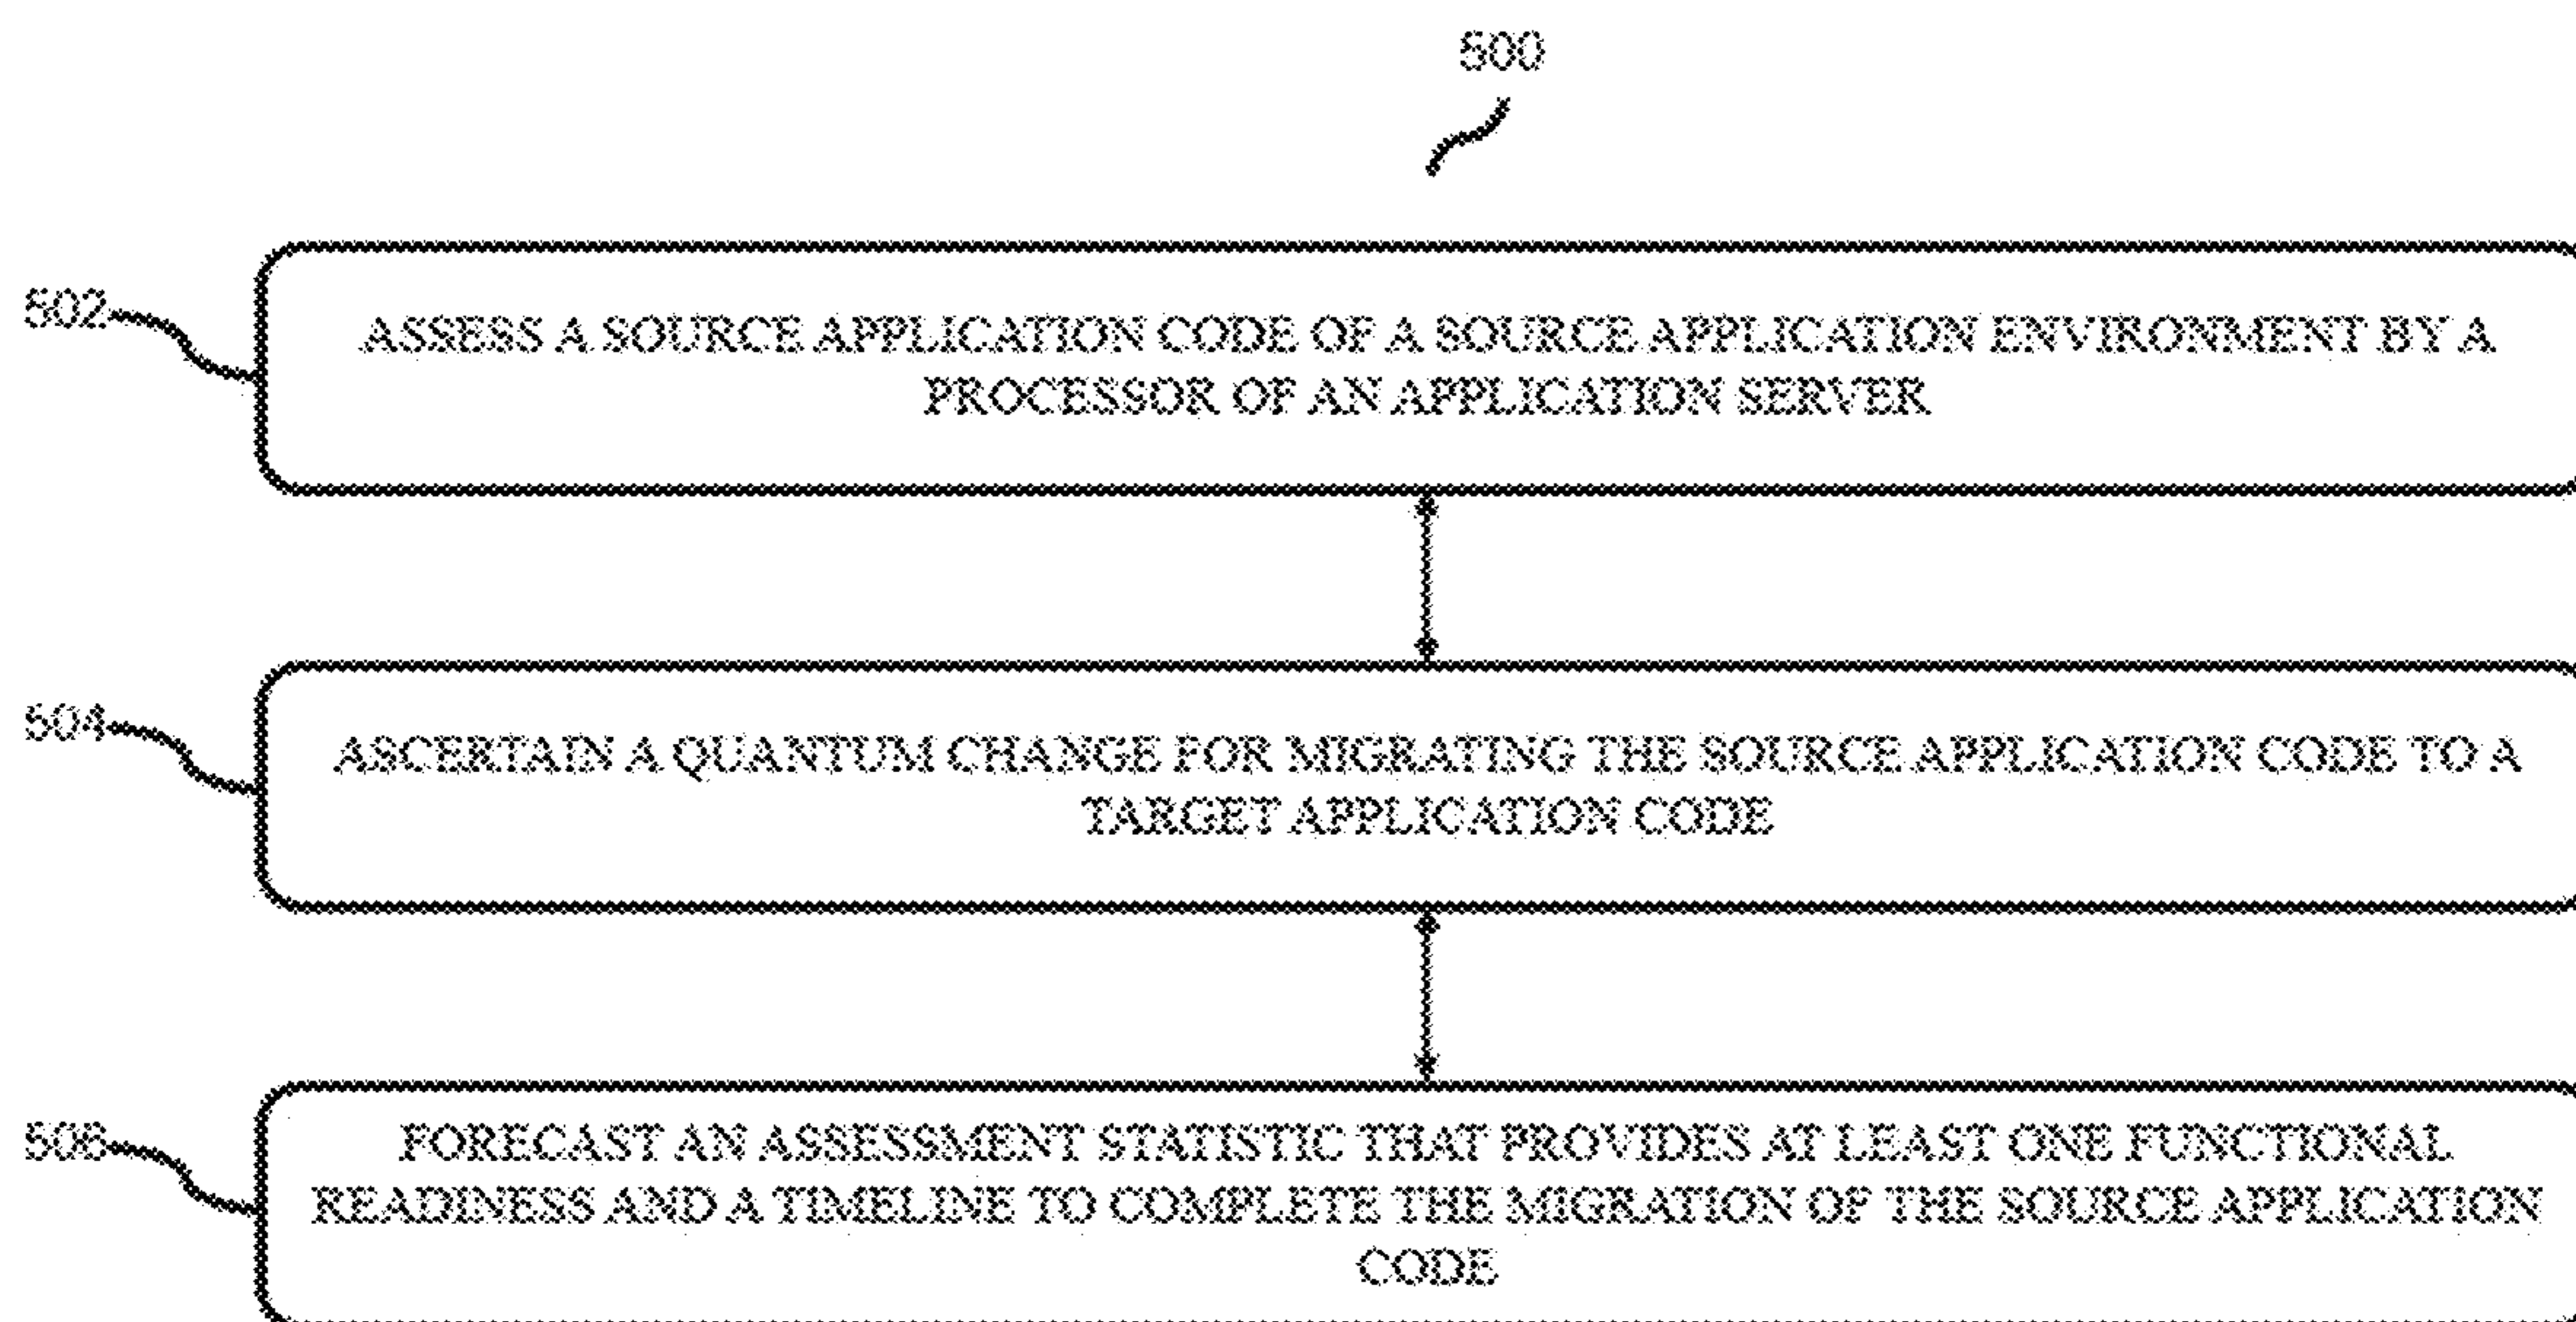 500
502
ASSESS A SOURCE APPLICATION CODE OF A SOURCE APPLICATION ENVIRONMENT BY A
PROCESSOR OF AN APPLICATION SERVER
504
ASCERTAIN A QUANTUM CHANGE FOR MIGRATING THE SOURCE APPLICATION CODE TO A
TARGET APPLICATION CODE
506
FORECAST AN ASSESSMENT STATISTIC THAT PROVIDES AT LEAST ONE FUNCTIONAL
READINESS AND A TIMELINE TO COMPLETE THE MIGRATION OF THE SOURCE APPLICATION
CODE